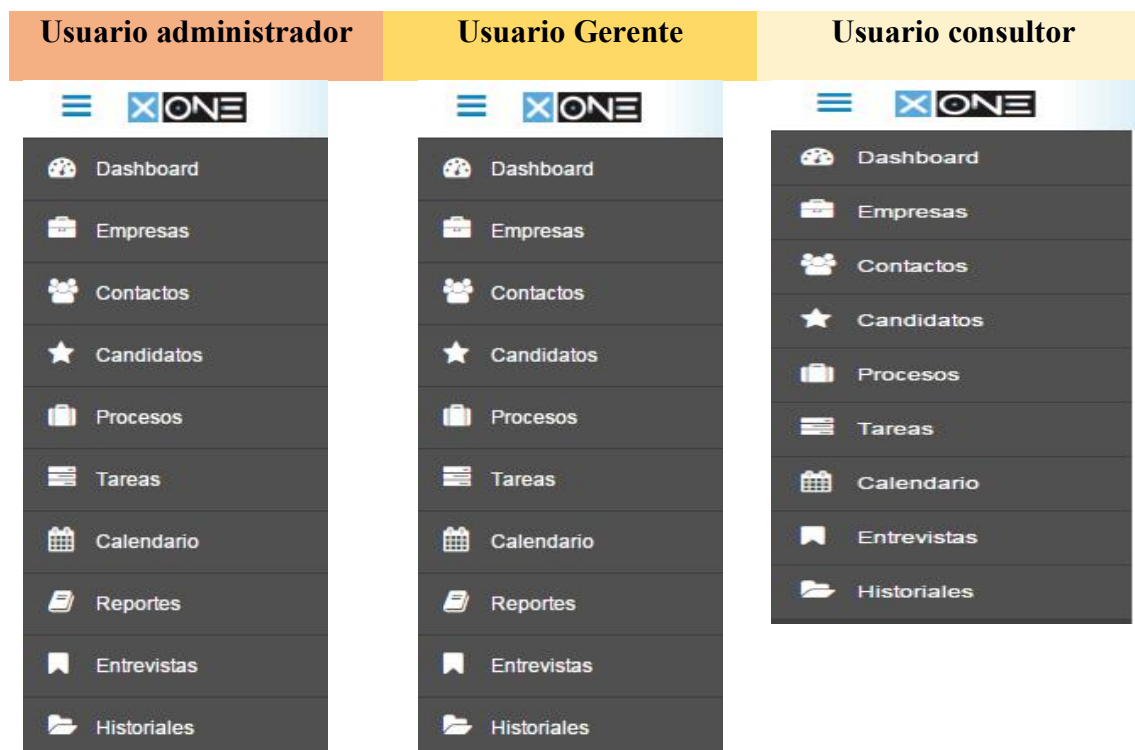 Usuario administrador
Usuario Gerente
Usuario consultor
X ONE
Dashboard
Empresas
Contactos
Candidatos
Procesos
Tareas
Calendario
Reportes
Entrevistas
Historiales
X ONE
Dashboard
Empresas
Contactos
Candidatos
Procesos
Tareas
Calendario
Reportes
Entrevistas
Historiales
X ONE
Dashboard
Empresas
Contactos
Candidatos
Procesos
Tareas
Calendario
Entrevistas
Historiales